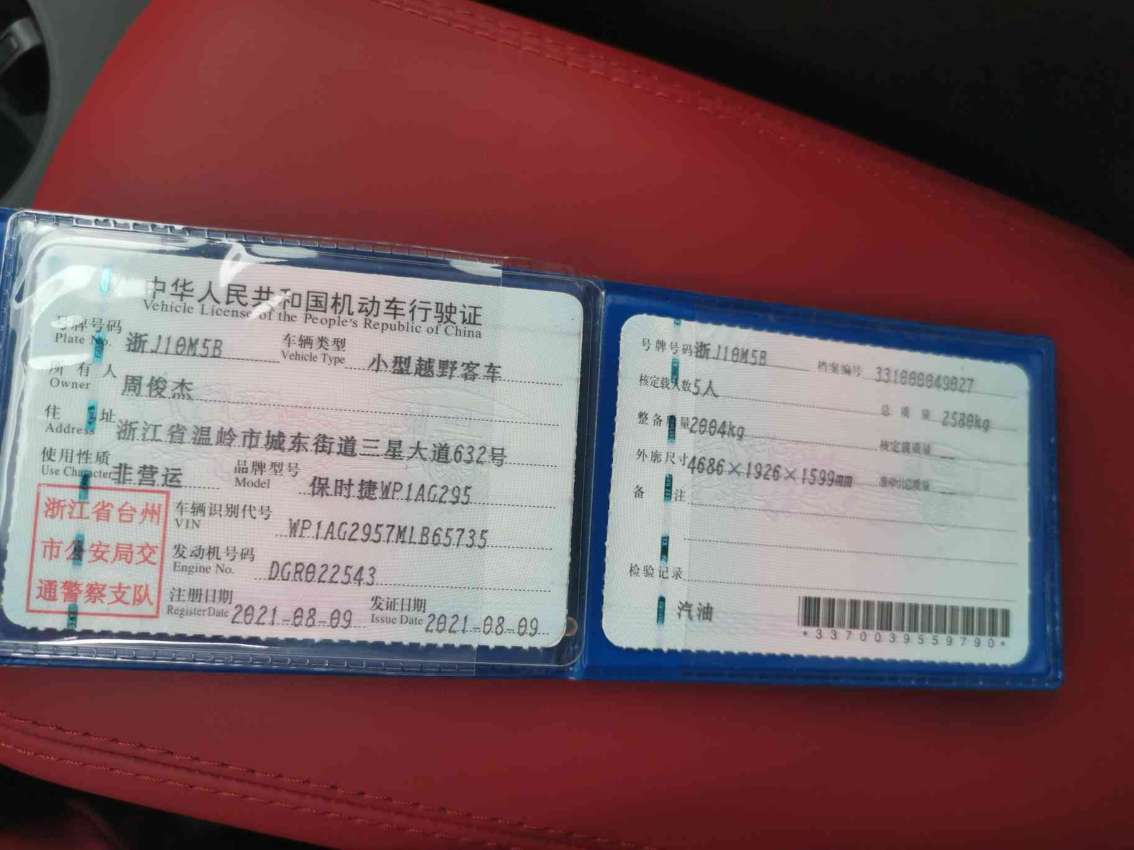 中华人民共和国机动车行驶证
Vehicle License of the People's Republic of China
号牌号码 浙J10M5B 车辆类型 小型越野客车
Plate No. Vehicle Type
所有人 周俊杰
Owner
住址 浙江省温岭市城东街道三星大道632号
Address
使用性质 非营运 品牌型号 保时捷WP1AG295
Use Character Model
浙江省台州
市公安局交
通警察支队
车辆识别代号 WP1AG2957MLB65735
VIN
发动机号码 DGR022543
Engine No.
注册日期 2021-08-09 发证日期 2021-08-09
Register Date Issue Date
号牌号码 浙J10M5B 档案编号 331000049027
核定载人数 5人 总质量 2580kg
整备质量 2004kg 核定载质量 --
外廓尺寸 4686×1926×1599mm 准牵引总质量 --
备注
检验记录
汽油
*3370039559790*